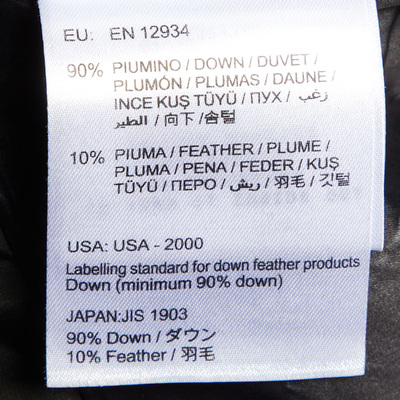 EU: EN 12934
90% PIUMINO / DOWN / DUVET /
PLUMÓN / PLUMAS / DAUNE /
INCE KUŞ TÜYÜ / ПУХ / زغب
الطير / 向下 / 솜털
10% PIUMA / FEATHER / PLUME /
PLUMA / PENA / FEDER / KUŞ
TÜYÜ / ПЕРО / ريش / 羽毛 / 깃털
USA: USA - 2000
Labelling standard for down feather products
Down (minimum 90% down)
JAPAN:JIS 1903
90% Down / ダウン
10% Feather / 羽毛